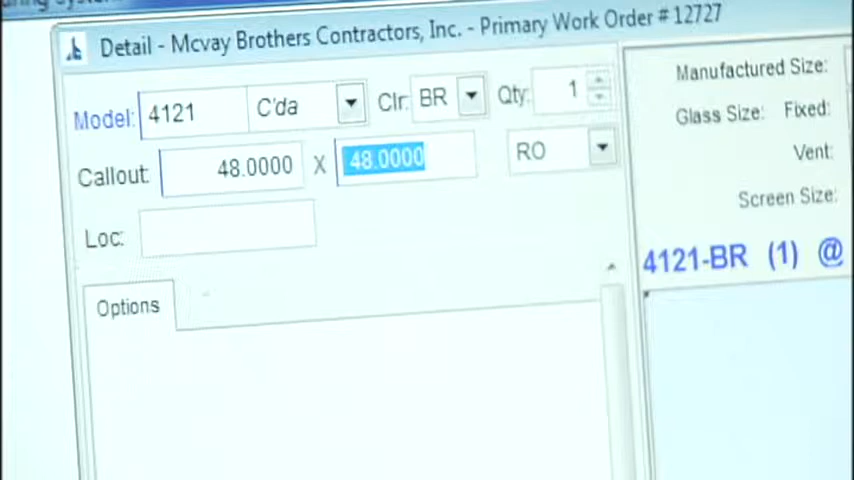 Detail - Mcvay Brothers Contractors, Inc. - Primary Work Order # 12727
Model: 4121 C'da Clr: BR Qty: 1
Callout: 48.0000 X 48.0000 RO
Loc:
Options
Manufactured Size:
Glass Size: Fixed:
Vent:
Screen Size:
4121-BR (1) @